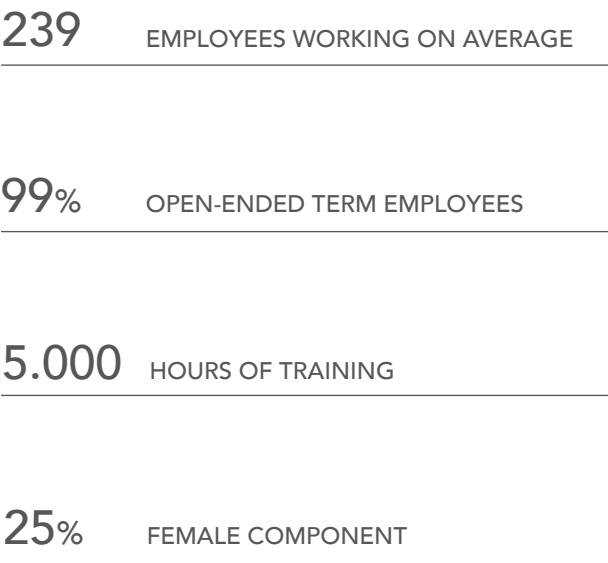 239 EMPLOYEES WORKING ON AVERAGE
99% OPEN-ENDED TERM EMPLOYEES
5.000 HOURS OF TRAINING
25% FEMALE COMPONENT